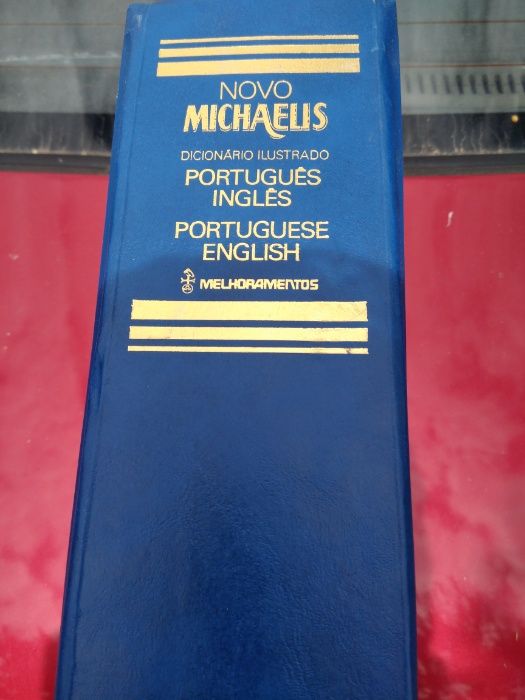 NOVO
MICHAELIS
DICIONÁRIO ILUSTRADO
PORTUGUÊS
INGLÊS
PORTUGUESE
ENGLISH
MELHORAMENTOS